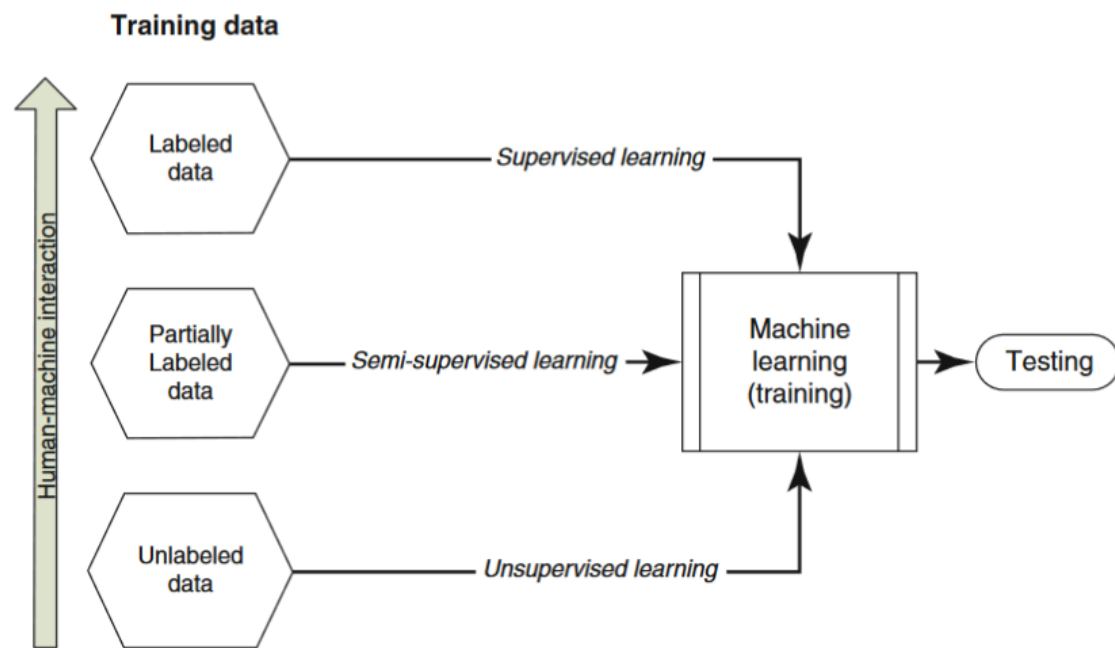 Training data
Human-machine interaction
Labeled
data
Supervised learning
Partially
Labeled
data
Semi-supervised learning
Machine
learning
(training)
Testing
Unlabeled
data
Unsupervised learning